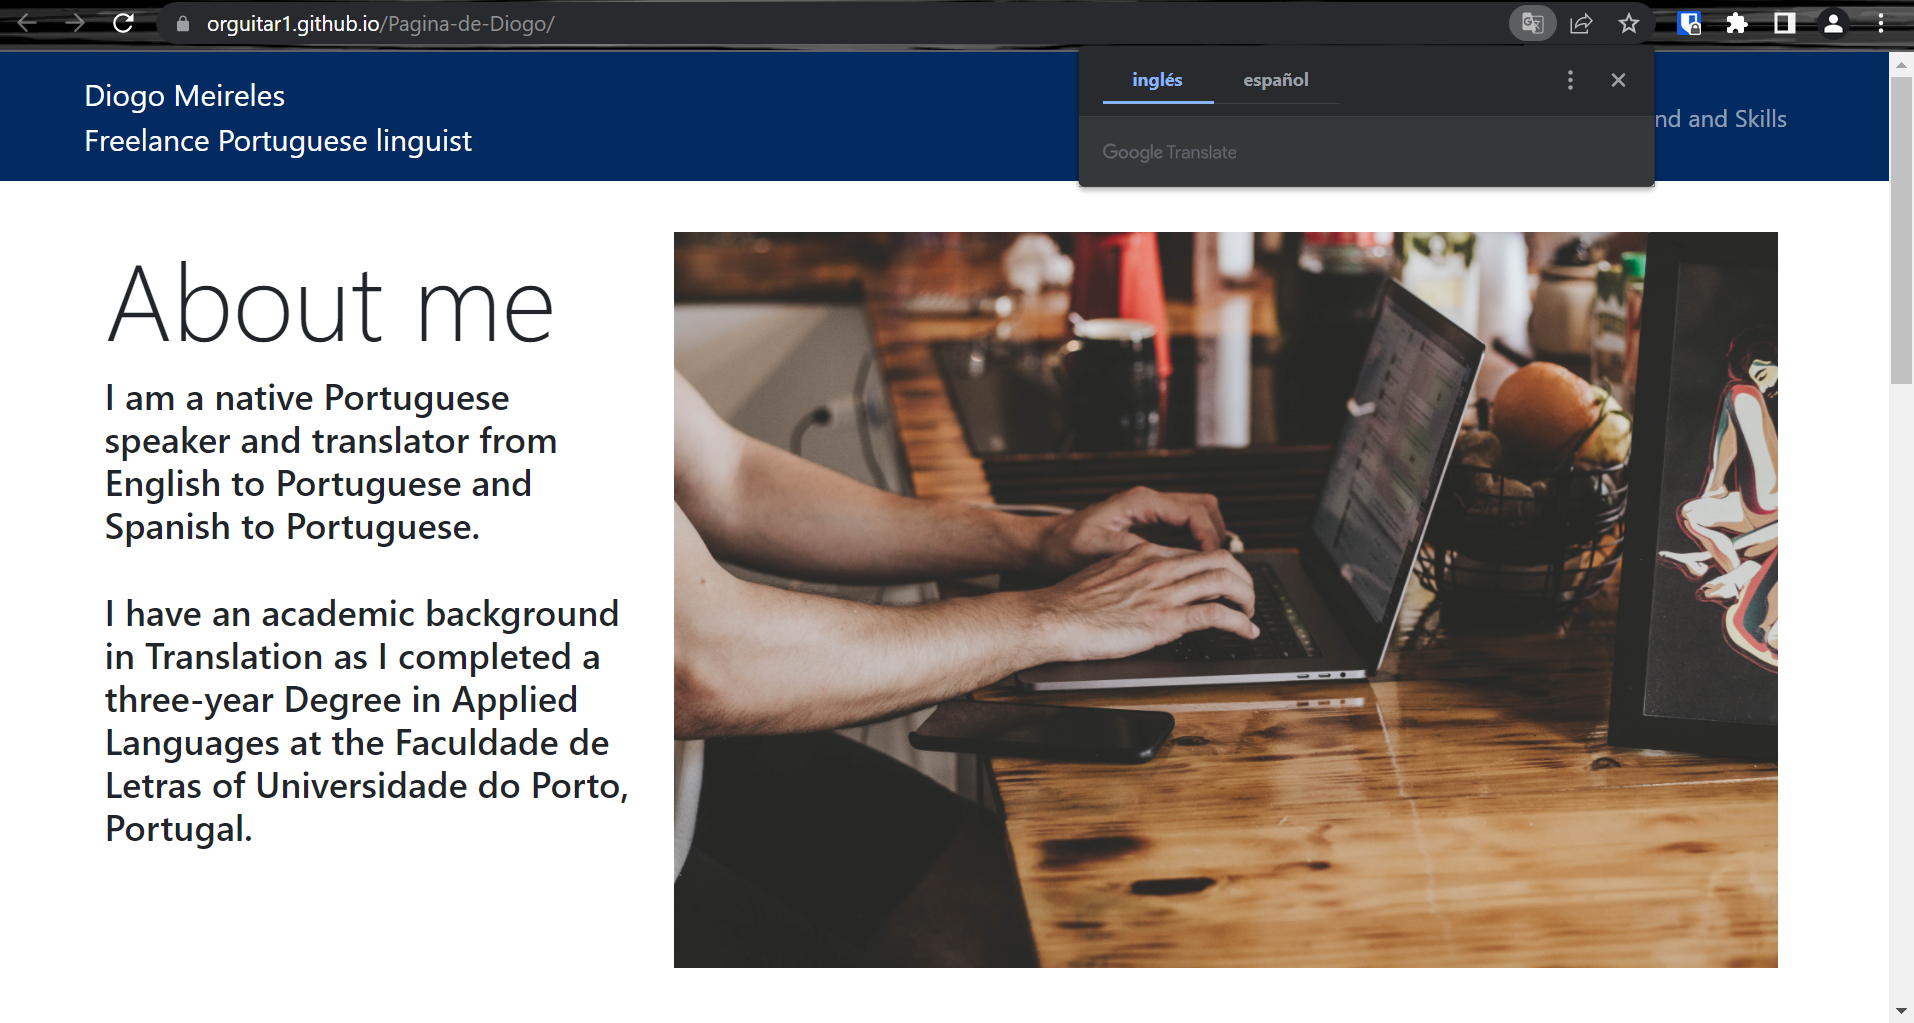 orguitar1.github.io/Pagina-de-Diogo/
inglés
español
Google Translate
Diogo Meireles
Freelance Portuguese linguist
nd and Skills
About me
I am a native Portuguese
speaker and translator from
English to Portuguese and
Spanish to Portuguese.
I have an academic background
in Translation as I completed a
three-year Degree in Applied
Languages at the Faculdade de
Letras of Universidade do Porto,
Portugal.